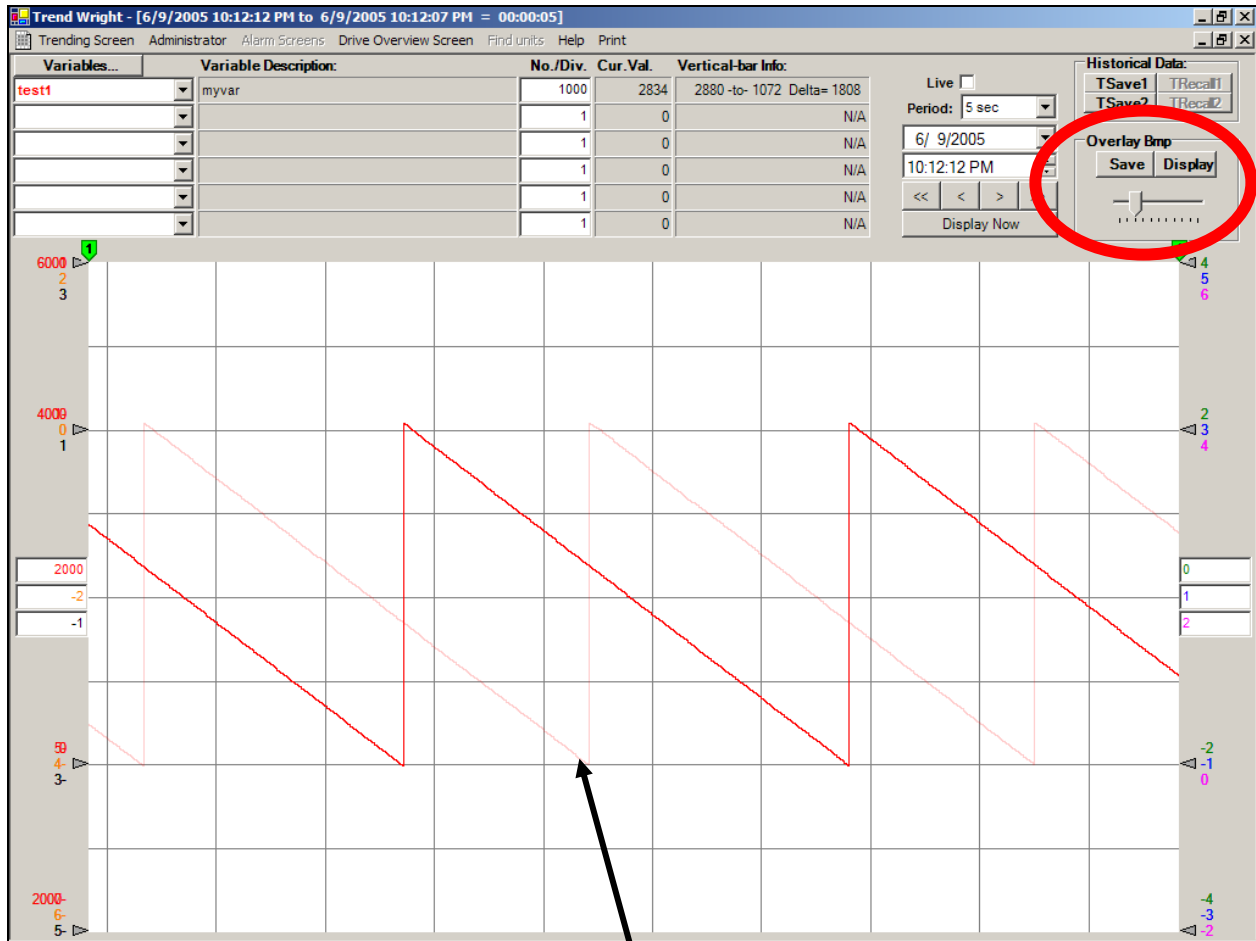 Trend Wright - [6/9/2005 10:12:12 PM to 6/9/2005 10:12:07 PM = 00:00:05]
Trending Screen Administrator Alarm Screens Drive Overview Screen Find units Help Print
Variables... Variable Description: No./Div. Cur.Val. Vertical-bar Info:
test1 myvar 1000 2834 2880 -to- 1072 Delta= 1808
1 0 N/A
1 0 N/A
1 0 N/A
1 0 N/A
1 0 N/A
Live
Period: 5 sec
6/ 9/2005
10:12:12 PM
<< < >
Display Now
Historical Data:
TSave1 TRecall1
TSave2 TRecall2
Overlay Bmp
Save Display
1
6000 4
2 5
3 6
2
0 3
1 4
2000 0
-2 1
-1 2
-2
4- -1
3- 0
-4
6- -3
5- -2